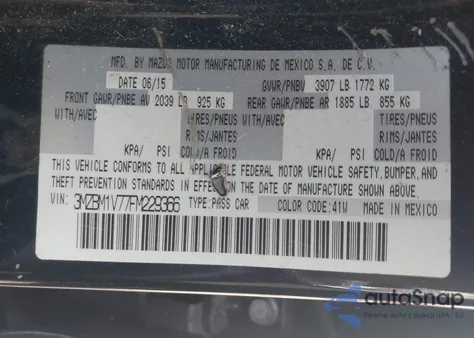 MFD. BY MAZDA MOTOR MANUFACTURING DE MEXICO S.A. DE C.V.
DATE 06/15 GVWR/PNBV 3907 LB 1772 KG
FRONT GAWR/PNBE AV 2039 LB 925 KG REAR GAWR/PNBE AR 1885 LB 855 KG
WITH/AVEC TIRES/PNEUS WITH/AVEC TIRES/PNEUS
RIMS/JANTES RIMS/JANTES
KPA/ PSI COLD/A FROID KPA/ PSI COLD/A FROID
THIS VEHICLE CONFORMS TO ALL APPLICABLE FEDERAL MOTOR VEHICLE SAFETY, BUMPER, AND
THEFT PREVENTION STANDARDS IN EFFECT ON THE DATE OF MANUFACTURE SHOWN ABOVE.
VIN: 3MZBM1V77FM229366 TYPE: PASS CAR COLOR CODE: 41W MADE IN MEXICO
autoSnap